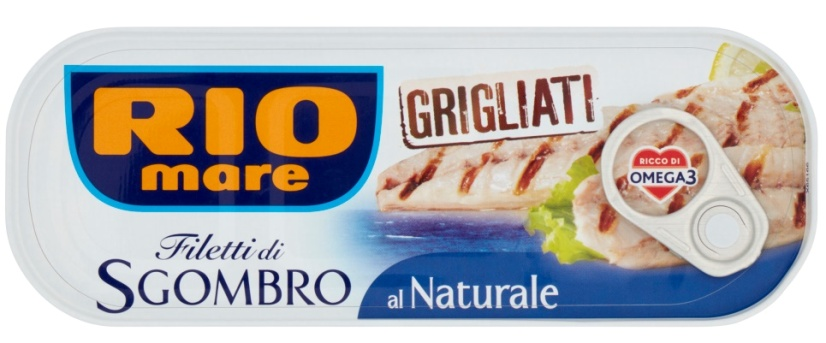 RIO
mare
GRIGLIATI
RICCO DI
OMEGA3
Filetti di
SGOMBRO
al Naturale